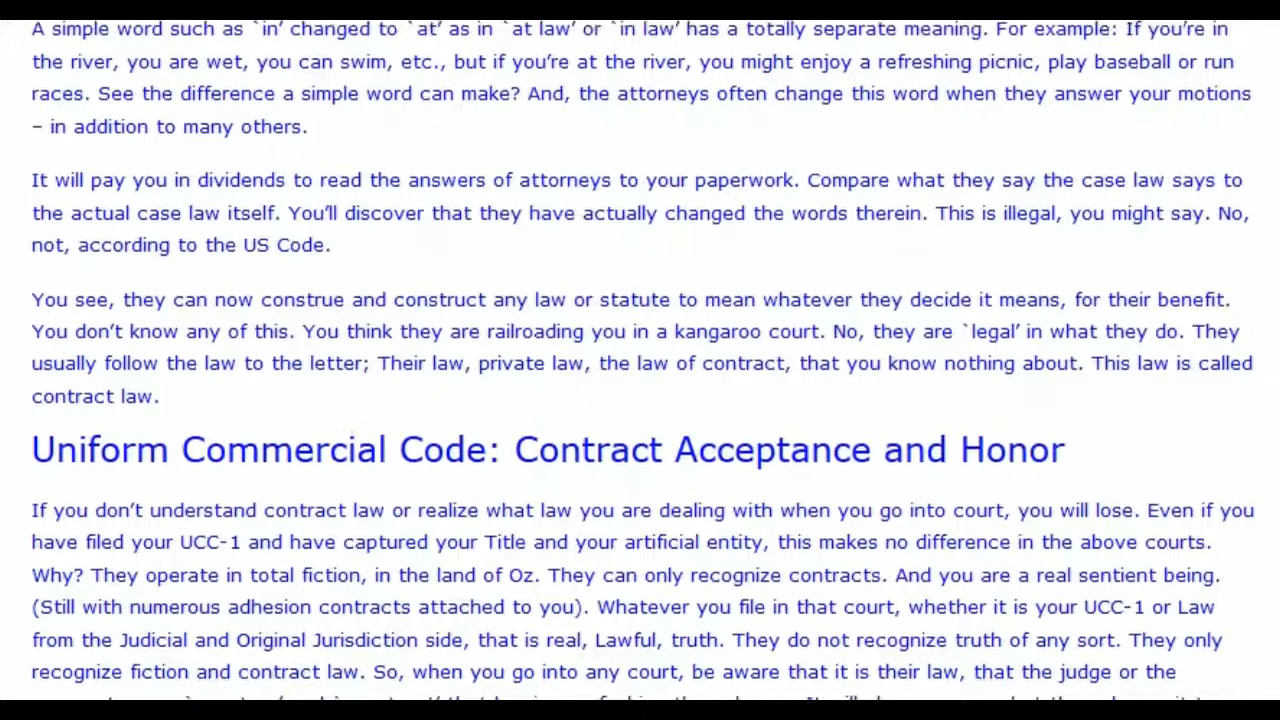 A simple word such as `in’ changed to `at’ as in `at law’ or `in law’ has a totally separate meaning. For example: If you’re in
the river, you are wet, you can swim, etc., but if you’re at the river, you might enjoy a refreshing picnic, play baseball or run
races. See the difference a simple word can make? And, the attorneys often change this word when they answer your motions
– in addition to many others.
It will pay you in dividends to read the answers of attorneys to your paperwork. Compare what they say the case law says to
the actual case law itself. You’ll discover that they have actually changed the words therein. This is illegal, you might say. No,
not, according to the US Code.
You see, they can now construe and construct any law or statute to mean whatever they decide it means, for their benefit.
You don’t know any of this. You think they are railroading you in a kangaroo court. No, they are `legal’ in what they do. They
usually follow the law to the letter; Their law, private law, the law of contract, that you know nothing about. This law is called
contract law.
Uniform Commercial Code: Contract Acceptance and Honor
If you don’t understand contract law or realize what law you are dealing with when you go into court, you will lose. Even if you
have filed your UCC-1 and have captured your Title and your artificial entity, this makes no difference in the above courts.
Why? They operate in total fiction, in the land of Oz. They can only recognize contracts. And you are a real sentient being.
(Still with numerous adhesion contracts attached to you). Whatever you file in that court, whether it is your UCC-1 or Law
from the Judicial and Original Jurisdiction side, that is real, Lawful, truth. They do not recognize truth of any sort. They only
recognize fiction and contract law. So, when you go into any court, be aware that it is their law, that the judge or the